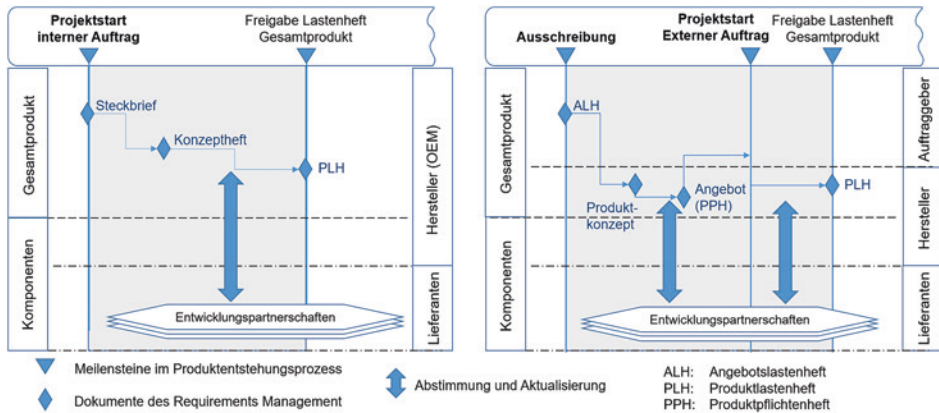 Projektstart
interner Auftrag
Freigabe Lastenheft
Gesamtprodukt
Gesamtprodukt
Komponenten
Steckbrief
Konzeptheft
PLH
Hersteller (OEM)
Lieferanten
Entwicklungspartnerschaften
Ausschreibung
Projektstart
Externer Auftrag
Freigabe Lastenheft
Gesamtprodukt
Gesamtprodukt
Komponenten
ALH
Produkt-
konzept
Angebot
(PPH)
PLH
Auftraggeber
Hersteller
Lieferanten
Entwicklungspartnerschaften
Meilensteine im Produktentstehungsprozess
Dokumente des Requirements Management
Abstimmung und Aktualisierung
ALH: Angebotslastenheft
PLH: Produktlastenheft
PPH: Produktpflichtenheft